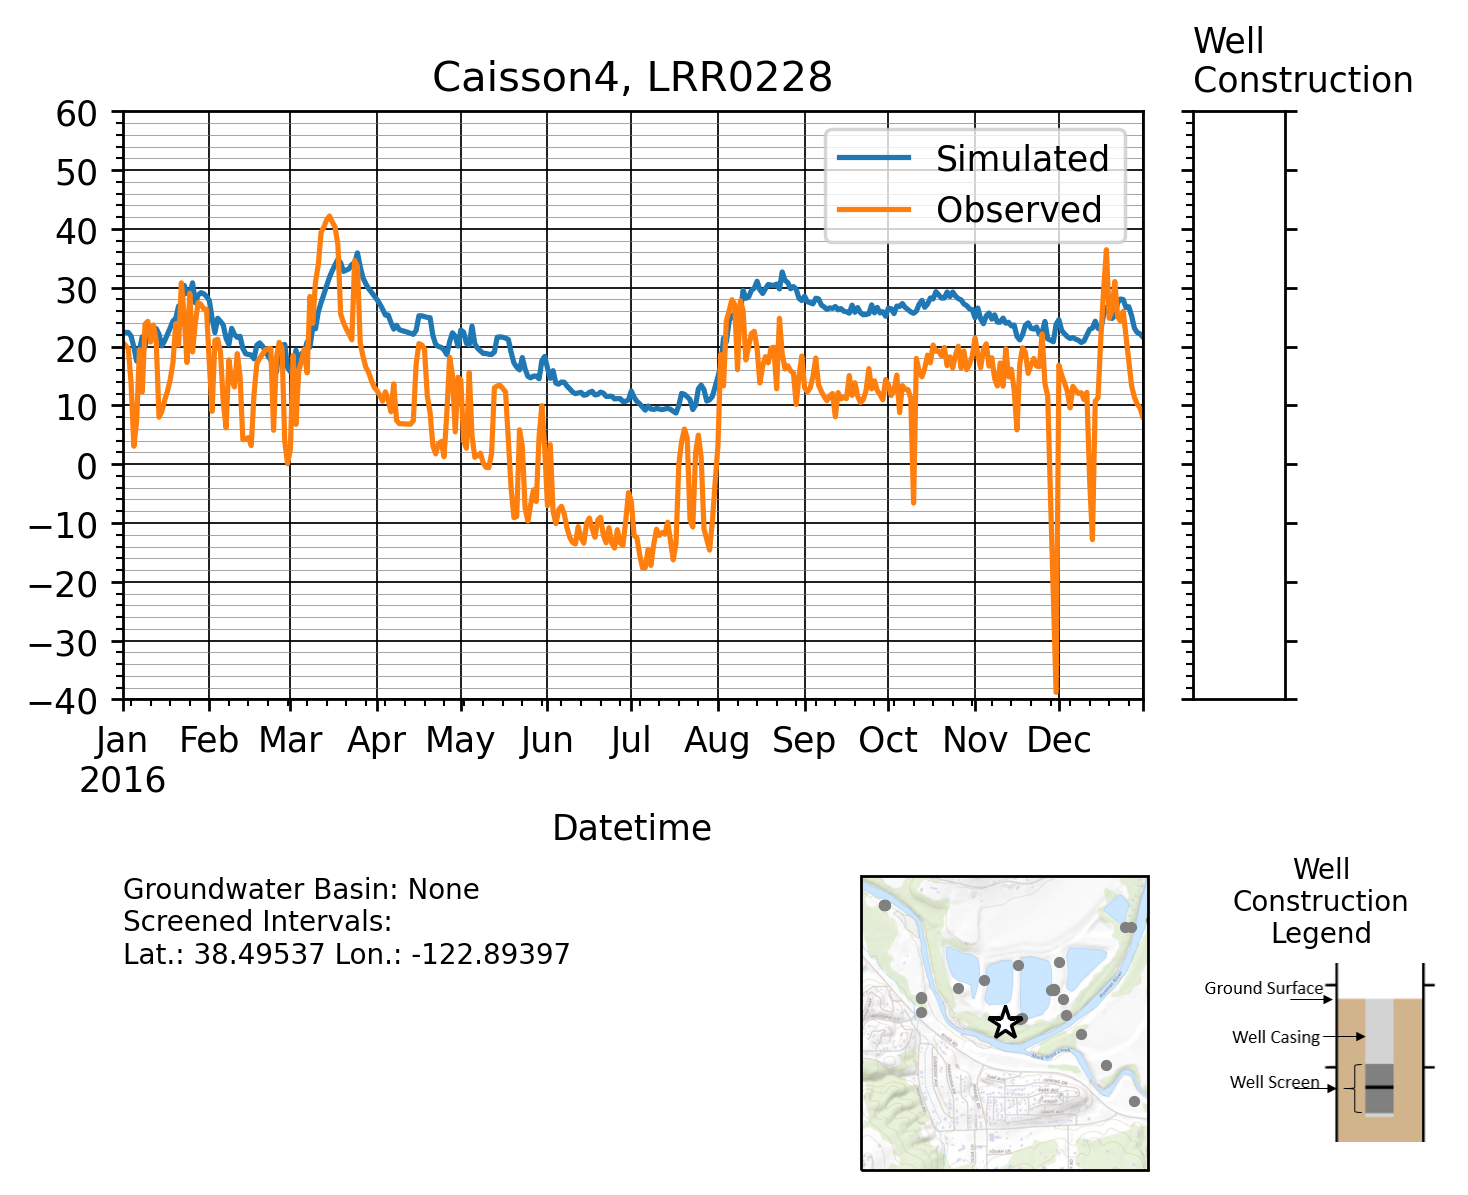 Well
Construction
Caisson4, LRR0228
60
50
40
30
20
10
0
−10
−20
−30
−40
Simulated
Observed
Jan Feb Mar Apr May Jun Jul Aug Sep Oct Nov Dec
2016
Datetime
Groundwater Basin: None
Screened Intervals:
Lat.: 38.49537 Lon.: -122.89397
Well
Construction
Legend
Ground Surface
Well Casing
Well Screen